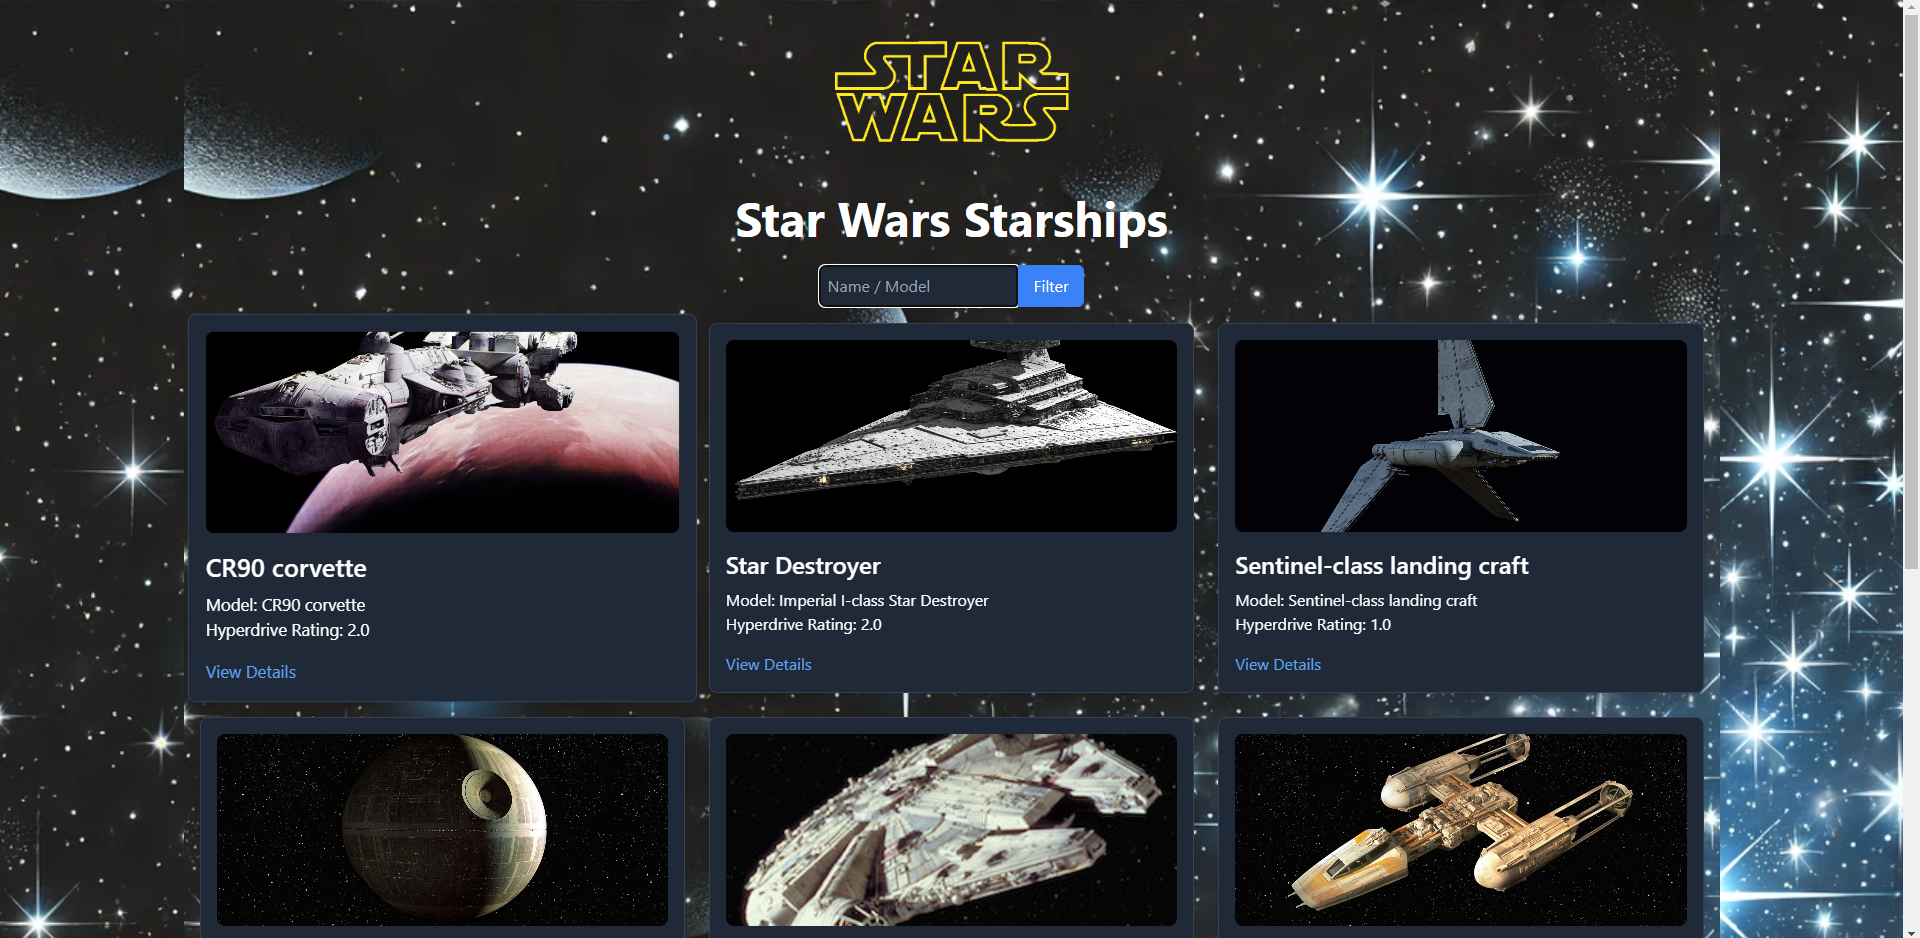 STAR
WARS
Star Wars Starships
Name / Model
Filter
CR90 corvette
Model: CR90 corvette
Hyperdrive Rating: 2.0
View Details
Star Destroyer
Model: Imperial I-class Star Destroyer
Hyperdrive Rating: 2.0
View Details
Sentinel-class landing craft
Model: Sentinel-class landing craft
Hyperdrive Rating: 1.0
View Details